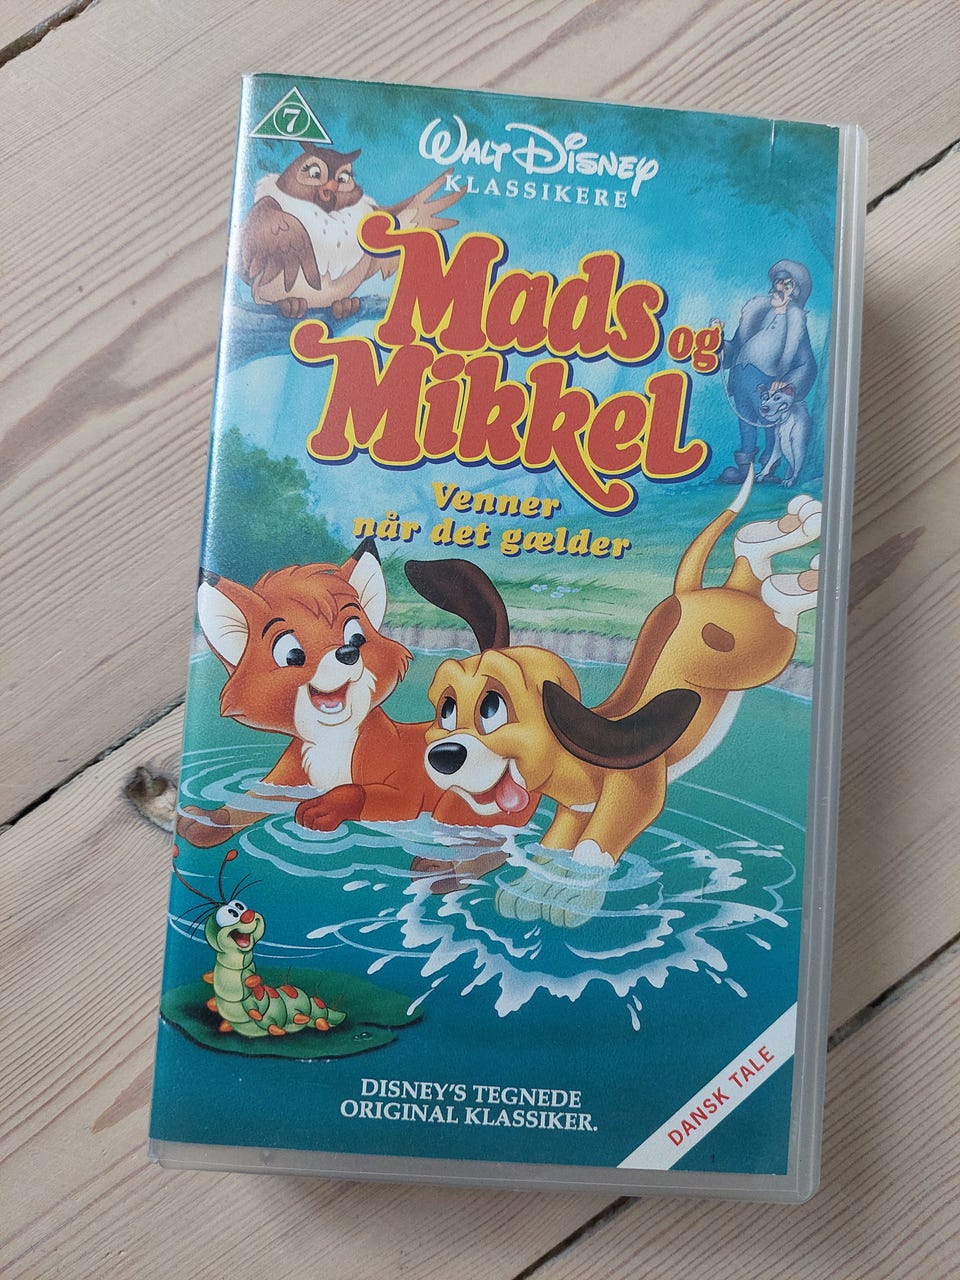 7
WALT DISNEY
KLASSIKERE
Mads og
Mikkel
Venner
når det gælder
DISNEY'S TEGNEDE
ORIGINAL KLASSIKER.
DANSK TALE